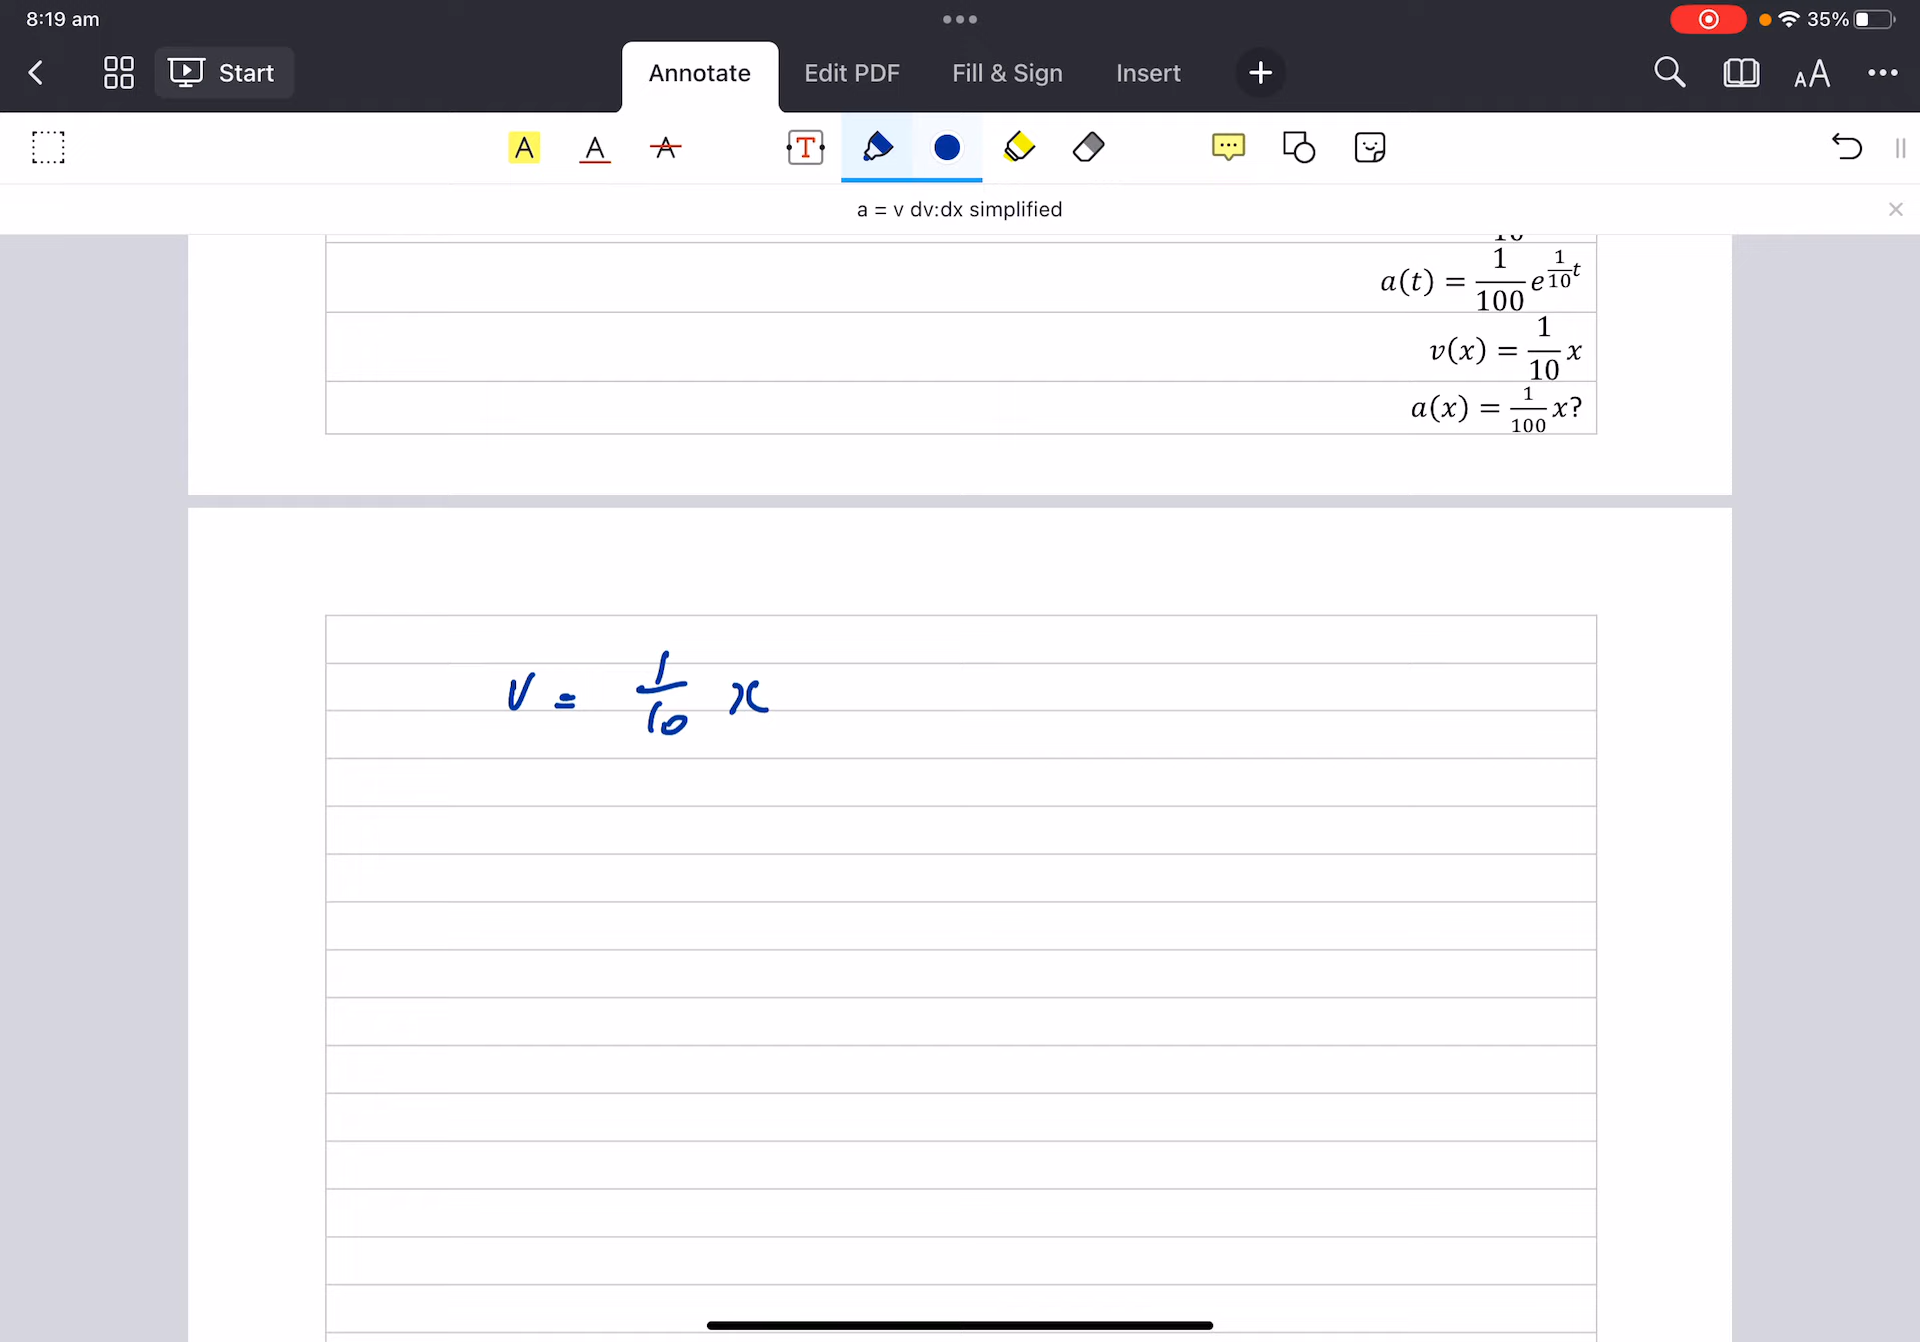 8:19 am
35%
Start
Annotate
Edit PDF
Fill & Sign
Insert
AA
A A A T
a = v dv:dx simplified
a(t) = 1/100 e^{1/10 t}
v(x) = 1/10 x
a(x) = 1/100 x?
V = 1/10 x